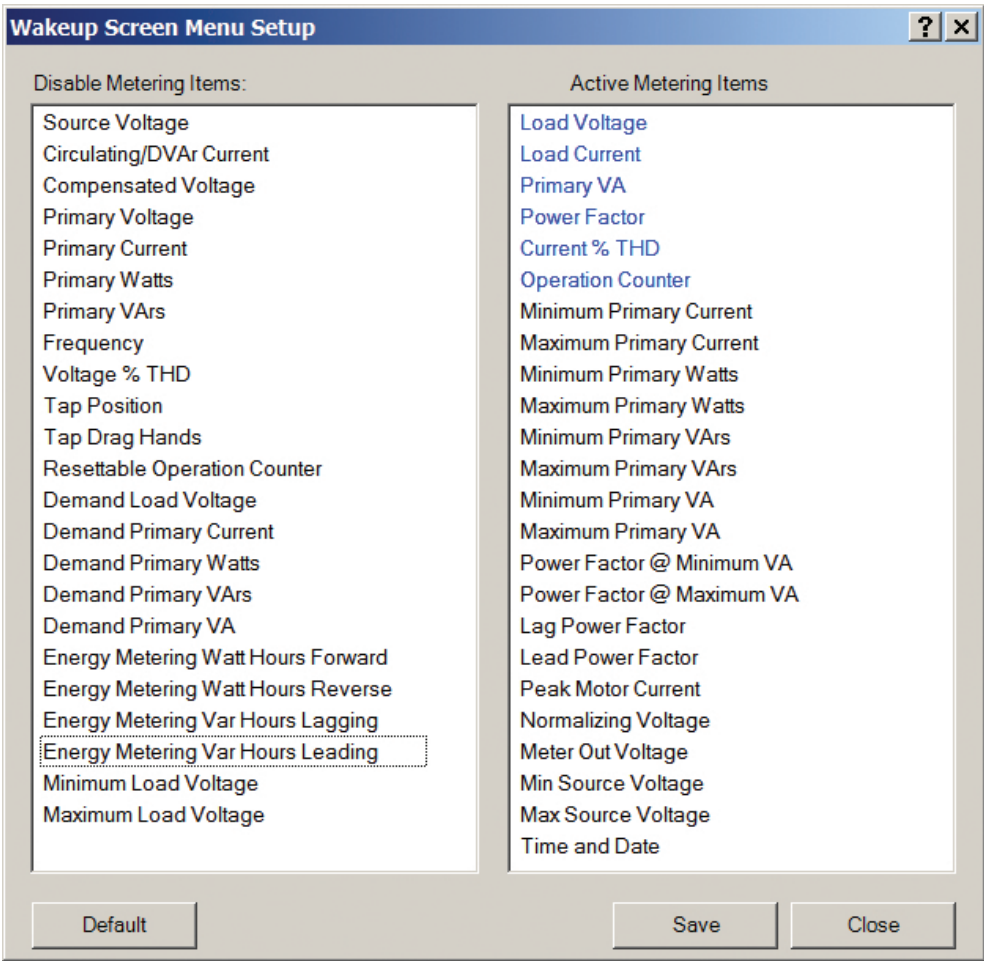 Wakeup Screen Menu Setup
Disable Metering Items:
Source Voltage
Circulating/DVAr Current
Compensated Voltage
Primary Voltage
Primary Current
Primary Watts
Primary VArs
Frequency
Voltage % THD
Tap Position
Tap Drag Hands
Resettable Operation Counter
Demand Load Voltage
Demand Primary Current
Demand Primary Watts
Demand Primary VArs
Demand Primary VA
Energy Metering Watt Hours Forward
Energy Metering Watt Hours Reverse
Energy Metering Var Hours Lagging
Energy Metering Var Hours Leading
Minimum Load Voltage
Maximum Load Voltage
Active Metering Items
Load Voltage
Load Current
Primary VA
Power Factor
Current % THD
Operation Counter
Minimum Primary Current
Maximum Primary Current
Minimum Primary Watts
Maximum Primary Watts
Minimum Primary VArs
Maximum Primary VArs
Minimum Primary VA
Maximum Primary VA
Power Factor @ Minimum VA
Power Factor @ Maximum VA
Lag Power Factor
Lead Power Factor
Peak Motor Current
Normalizing Voltage
Meter Out Voltage
Min Source Voltage
Max Source Voltage
Time and Date
Default
Save
Close